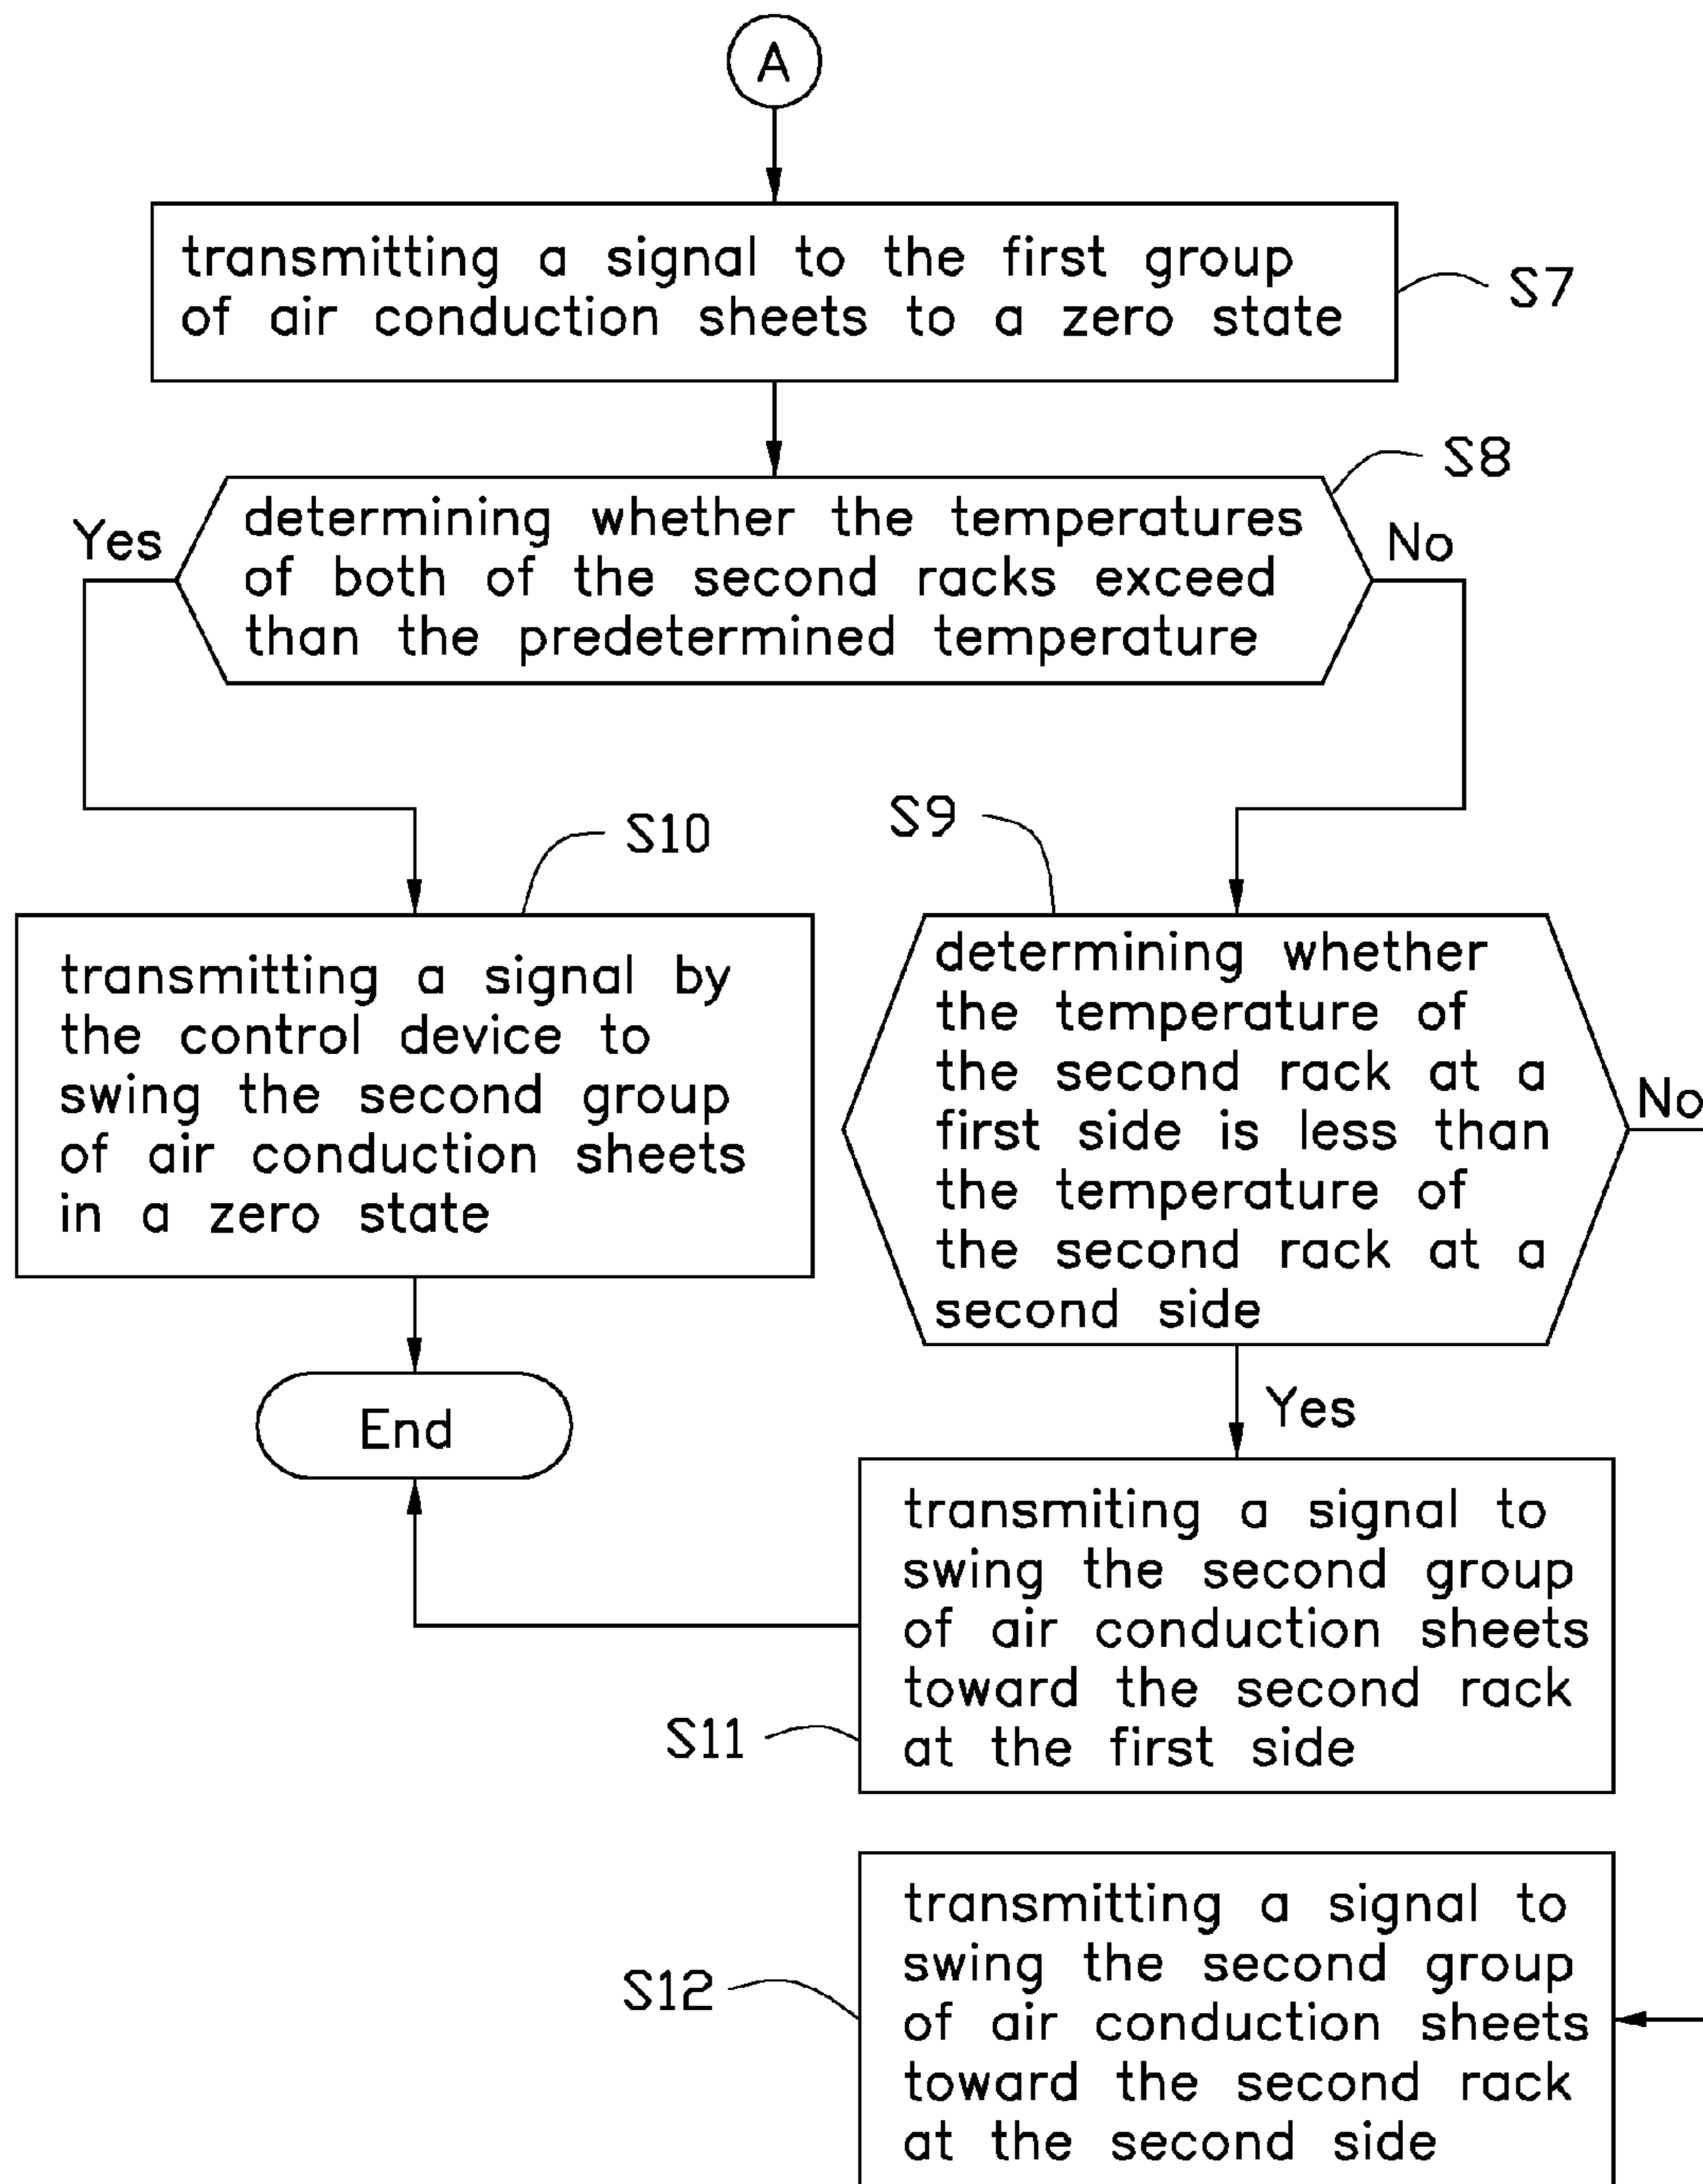 A
transmitting a signal to the first group
of air conduction sheets to a zero state
S7
S8
Yes
determining whether the temperatures
of both of the second racks exceed
than the predetermined temperature
No
S10
S9
transmitting a signal by
the control device to
swing the second group
of air conduction sheets
in a zero state
determining whether
the temperature of
the second rack at a
first side is less than
the temperature of
the second rack at a
second side
No
End
Yes
transmiting a signal to
swing the second group
of air conduction sheets
toward the second rack
at the first side
S11
transmitting a signal to
swing the second group
of air conduction sheets
toward the second rack
at the second side
S12